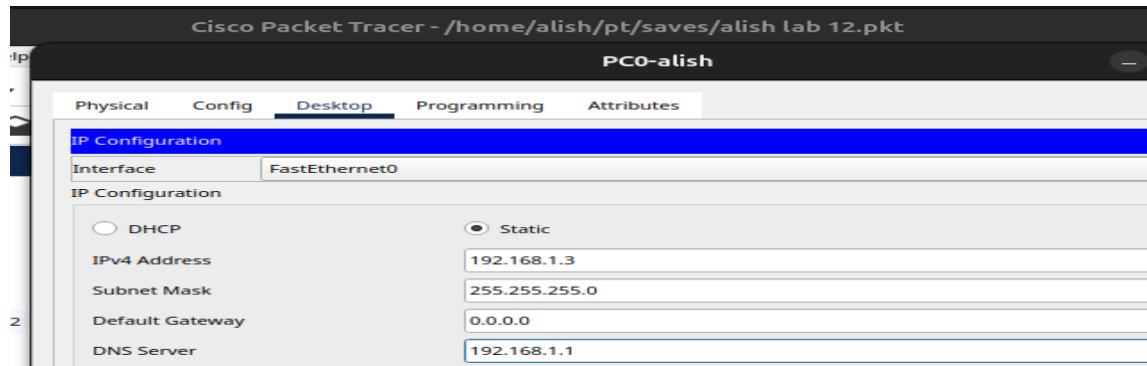 Cisco Packet Tracer - /home/alish/pt/saves/alish lab 12.pkt
PC0-alish
Physical Config Desktop Programming Attributes
IP Configuration
Interface FastEthernet0
IP Configuration
DHCP Static
IPv4 Address 192.168.1.3
Subnet Mask 255.255.255.0
2
Default Gateway 0.0.0.0
DNS Server 192.168.1.1